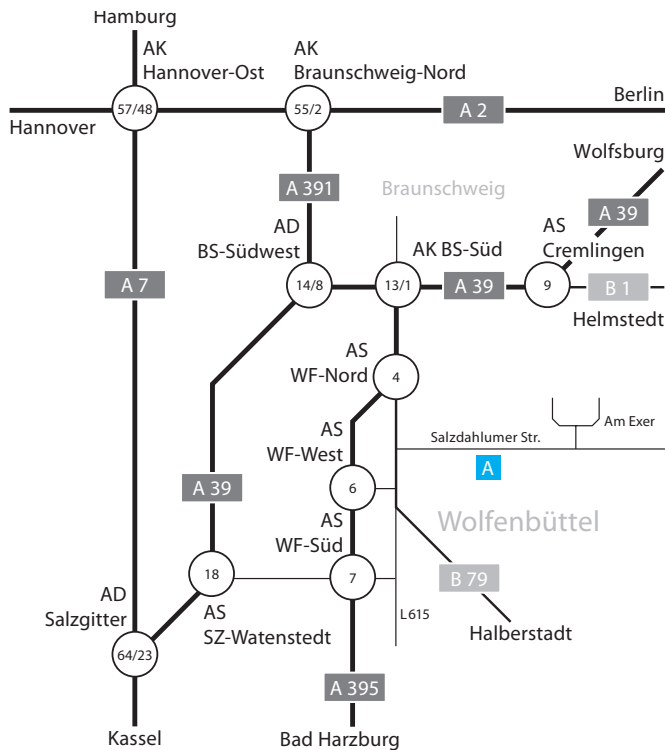 Hamburg
AK
Hannover-Ost
AK
Braunschweig-Nord
57/48
55/2
A 2
Berlin
Hannover
Wolfsburg
A 391
Braunschweig
A 39
AD
BS-Südwest
AK BS-Süd
AS
Cremlingen
A 7
14/8
13/1
A 39
9
B 1
Helmstedt
AS
WF-Nord
4
Am Exer
AS
WF-West
Salzdahlumer Str.
A
A 39
6
Wolfenbüttel
AS
WF-Süd
18
7
B 79
AD
Salzgitter
AS
SZ-Watenstedt
L615
Halberstadt
64/23
A 395
Kassel
Bad Harzburg